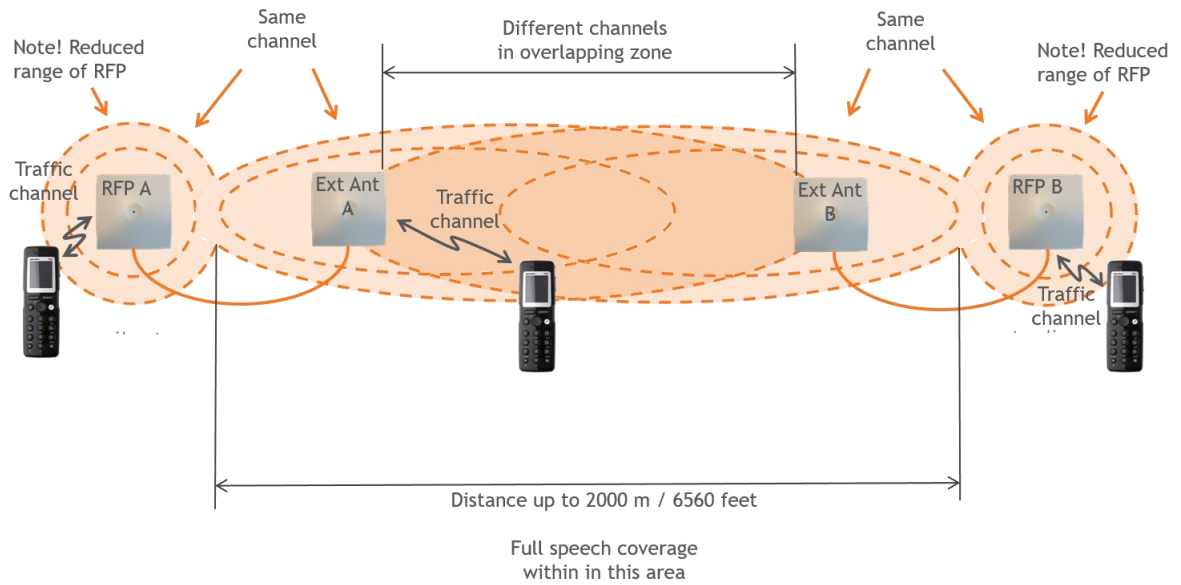 Same
channel
Different channels
in overlapping zone
Same
channel
Note! Reduced
range of RFP
Note! Reduced
range of RFP
Traffic
channel
RFP A
Ext Ant
A
Traffic
channel
Ext Ant
B
RFP B
Traffic
channel
Distance up to 2000 m / 6560 feet
Full speech coverage
within in this area